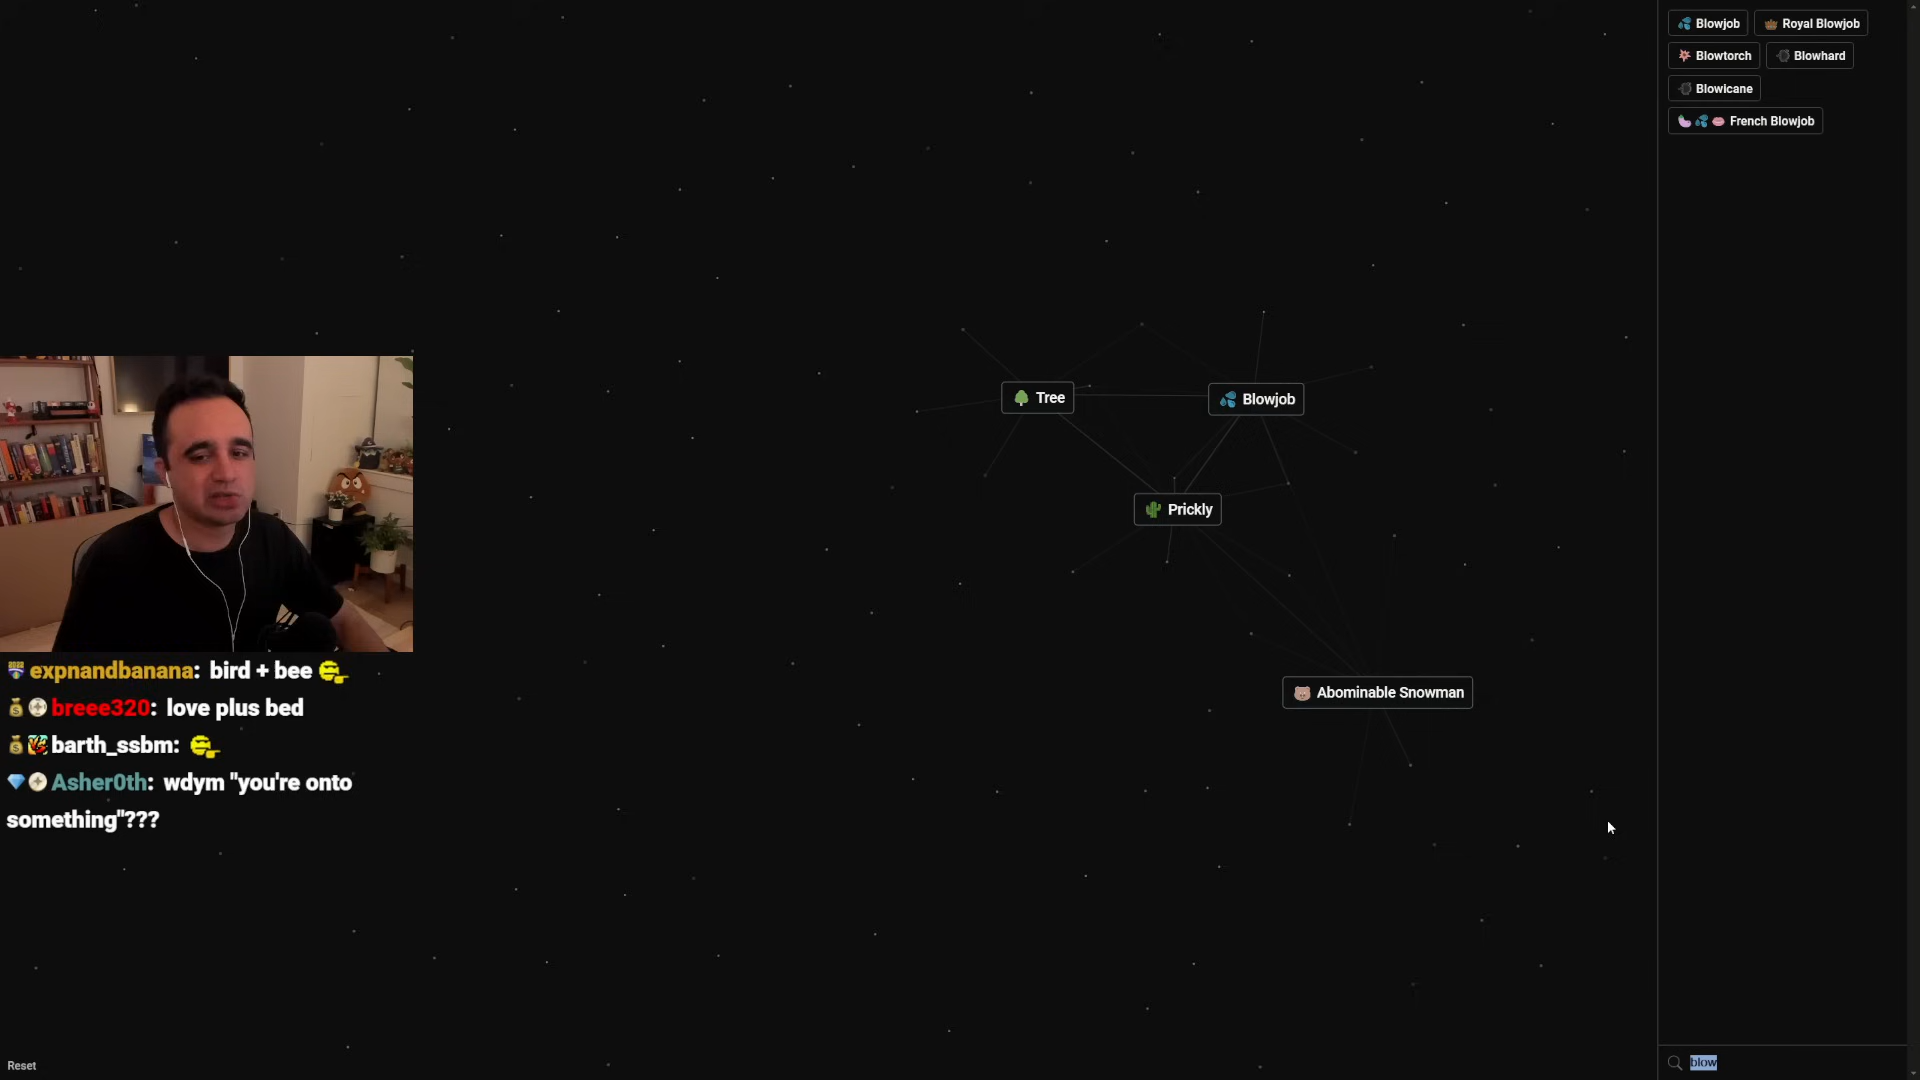 Blowjob
Royal Blowjob
Blowtorch
Blowhard
Blowicane
French Blowjob
Tree
Blowjob
Prickly
Abominable Snowman
expnandbanana: bird + bee
breee320: love plus bed
barth_ssbm:
Asher0th: wdym "you're onto
something"???
Reset
blow